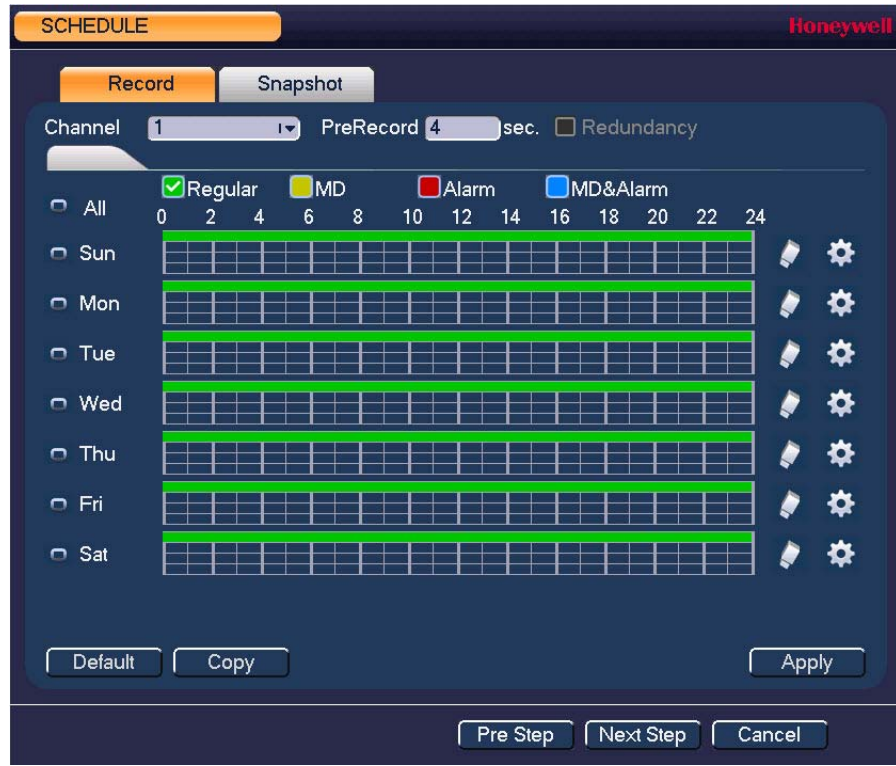 SCHEDULE
Honeywell
Record Snapshot
Channel 1 PreRecord 4 sec. Redundancy
All Regular MD Alarm MD&Alarm
0 2 4 6 8 10 12 14 16 18 20 22 24
Sun
Mon
Tue
Wed
Thu
Fri
Sat
Default Copy Apply
Pre Step Next Step Cancel